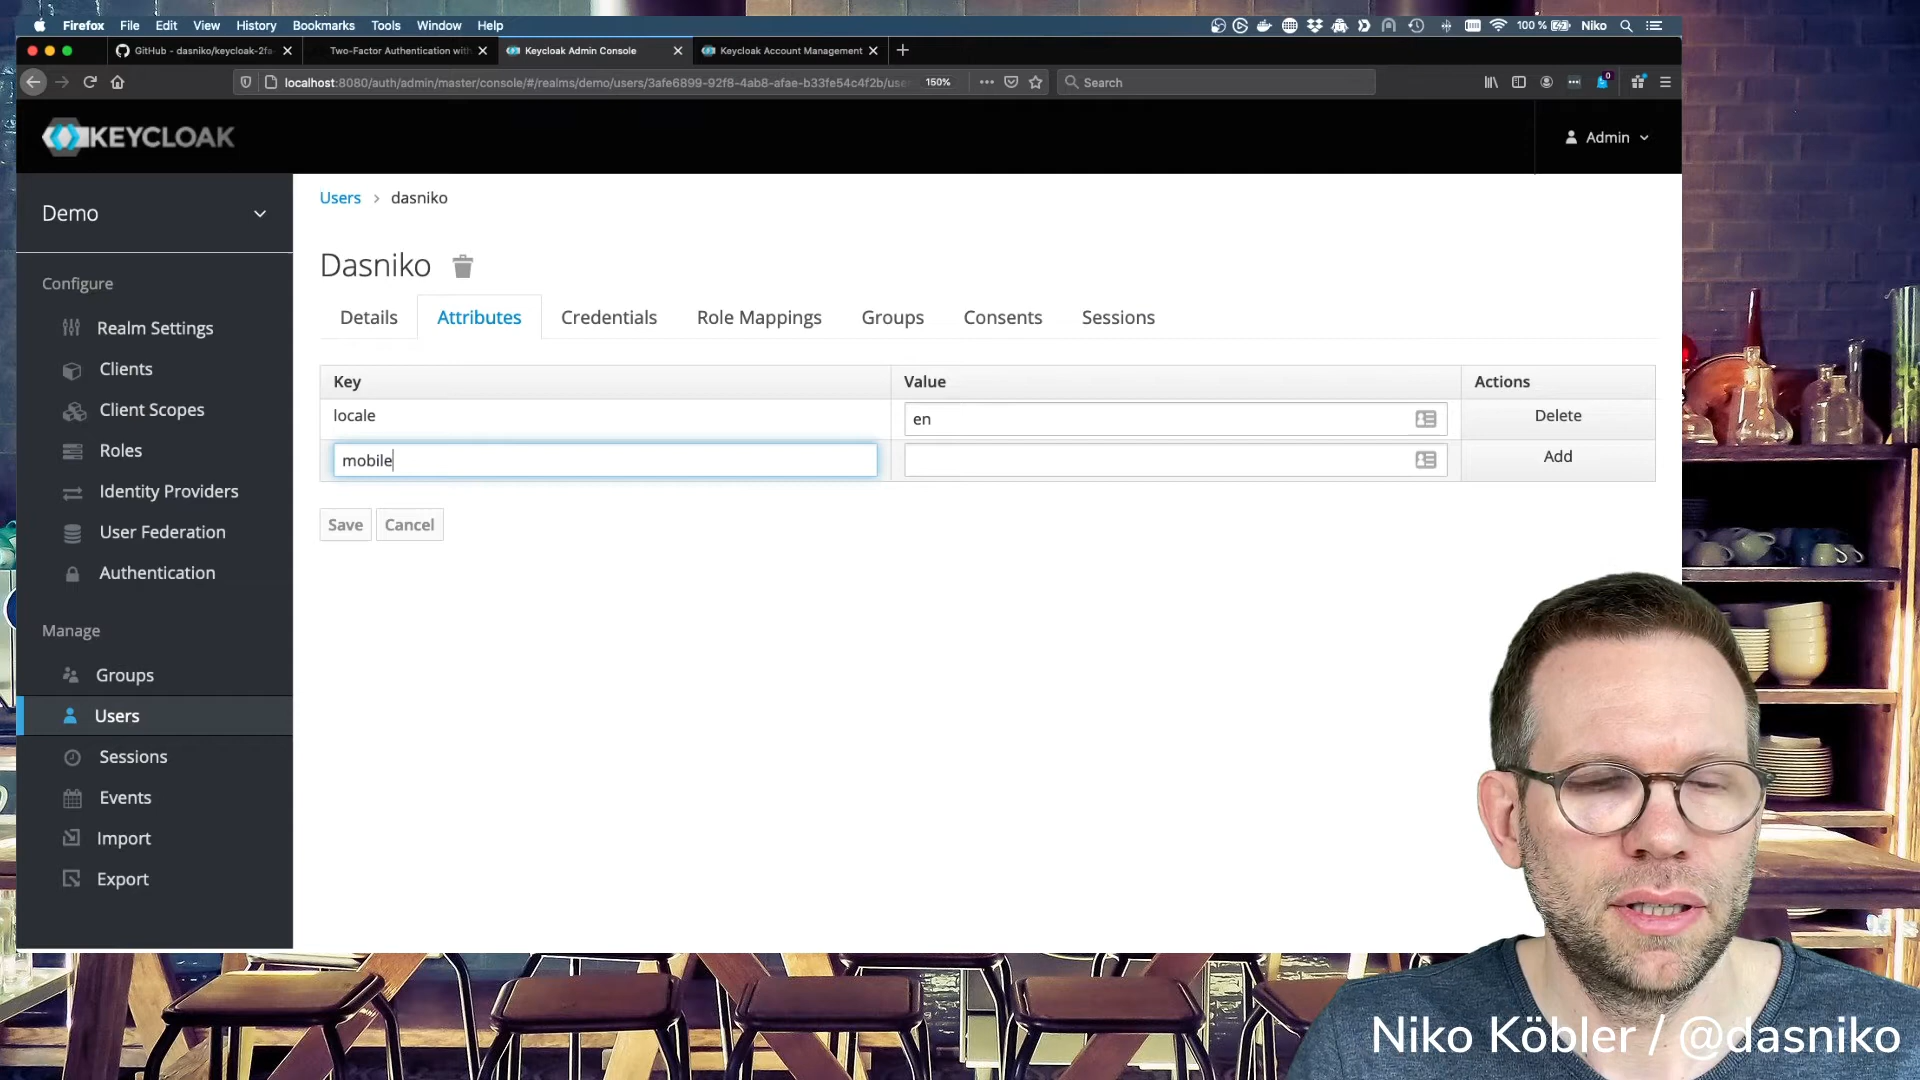 Firefox File Edit View History Bookmarks Tools Window Help
100 % Niko
GitHub - dasniko/keycloak-2fa-
Two-Factor Authentication with
Keycloak Admin Console
Keycloak Account Management
localhost:8080/auth/admin/master/console/#/realms/demo/users/3afe6899-92f8-4ab8-afae-b33fe54c4f2b/use
150%
Search
0
KEYCLOAK
Admin
Demo
Users > dasniko
Dasniko
Configure
Realm Settings
Clients
Client Scopes
Roles
Identity Providers
User Federation
Authentication
Manage
Groups
Users
Sessions
Events
Import
Export
Details Attributes Credentials Role Mappings Groups Consents Sessions
Key Value Actions
locale en Delete
mobile Add
Save Cancel
Niko Köbler / @dasniko